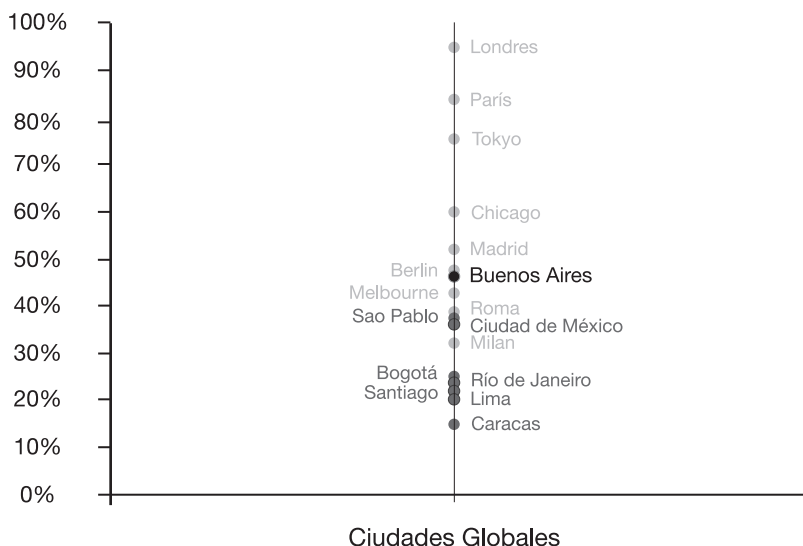 100%
90%
80%
70%
60%
50%
40%
30%
20%
10%
0%
Londres
París
Tokyo
Chicago
Madrid
Berlin
Buenos Aires
Melbourne
Roma
Sao Pablo
Ciudad de México
Milan
Bogotá
Río de Janeiro
Santiago
Lima
Caracas
Ciudades Globales